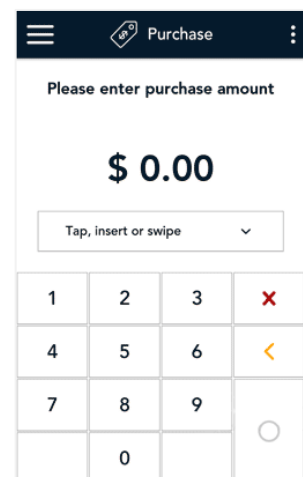 Purchase
Please enter purchase amount
$ 0.00
Tap, insert or swipe
1 2 3
4 5 6
7 8 9
0